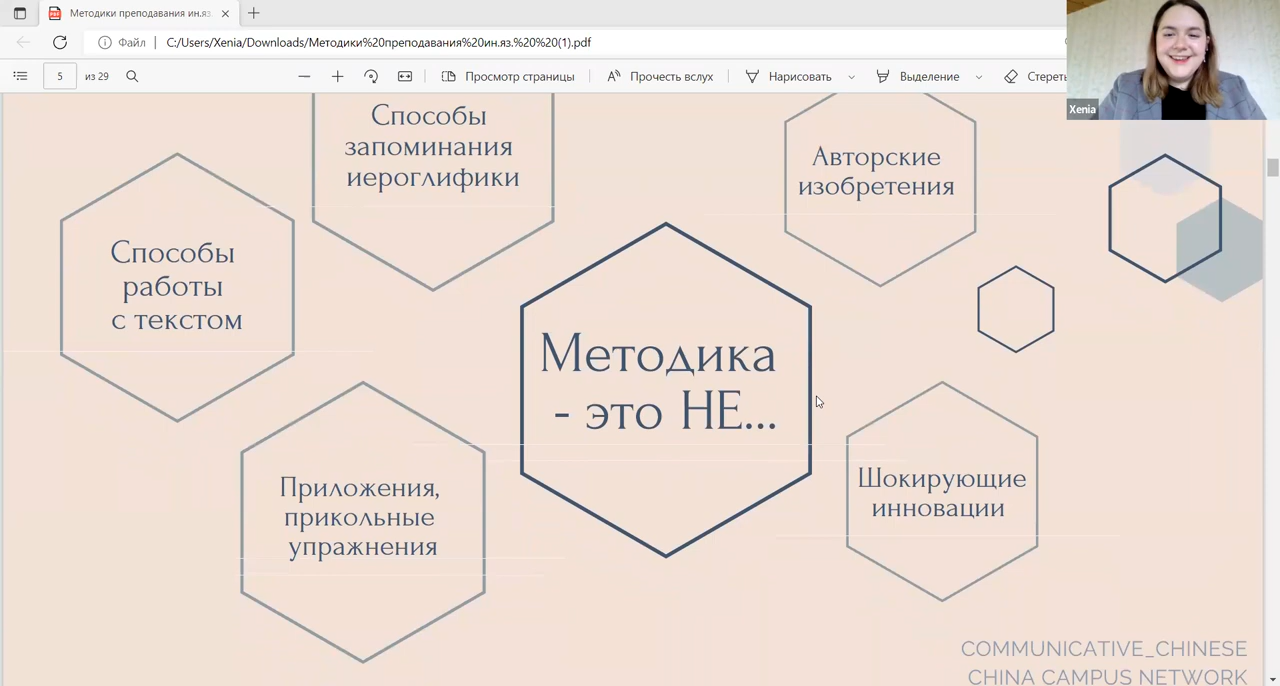 Методики преподавания ин.яз.
Файл
C:/Users/Xenia/Downloads/Методики%20преподавания%20ин.яз.%20%20(1).pdf
5
из 29
Просмотр страницы
Прочесть вслух
Нарисовать
Выделение
Стереть
Xenia
Способы
запоминания
иероглифики
Авторские
изобретения
Способы
работы
с текстом
Методика
- это НЕ...
Приложения,
прикольные
упражнения
Шокирующие
инновации
COMMUNICATIVE_CHINESE
CHINA CAMPUS NETWORK